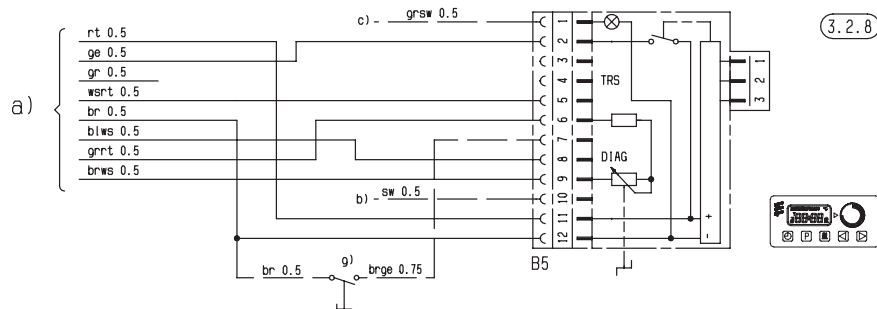 c)
grsw 0.5
3.2.8
a)
rt 0.5
ge 0.5
gr 0.5
wsrt 0.5
br 0.5
blws 0.5
grrt 0.5
brws 0.5
b)
sw 0.5
g)
br 0.5
brge 0.75
1
2
3
4
5
6
7
8
9
10
11
12
B5
TRS
DIAG
+
-
1
2
3
P